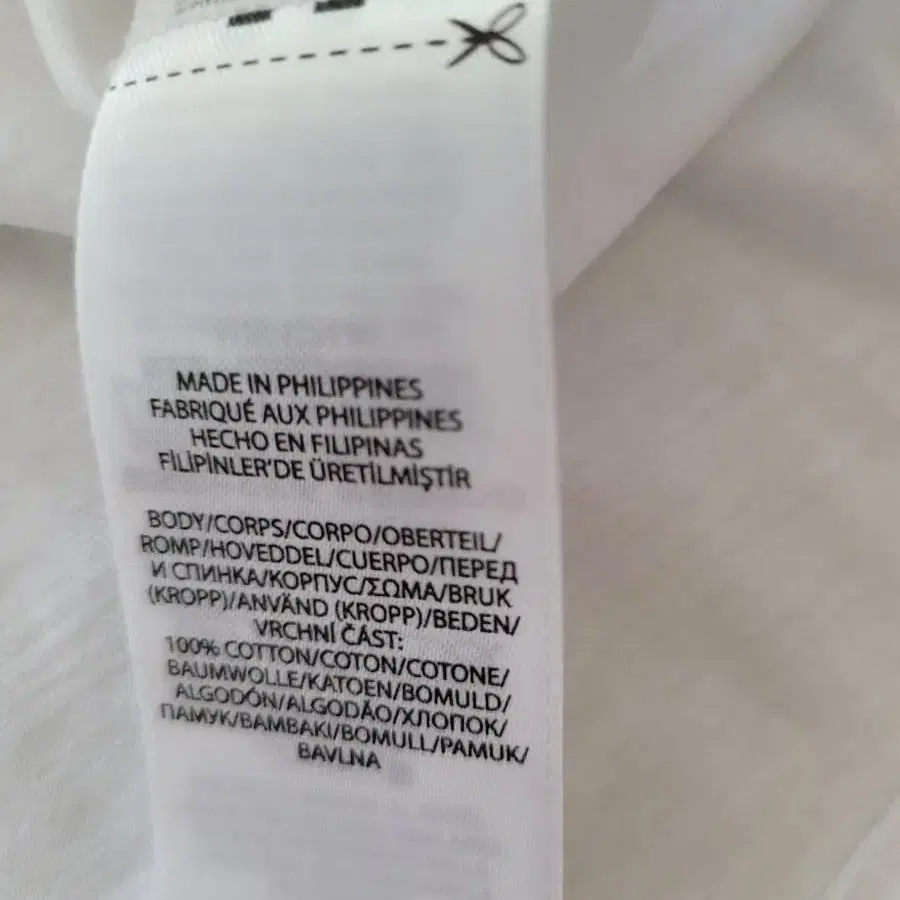 MADE IN PHILIPPINES
FABRIQUÉ AUX PHILIPPINES
HECHO EN FILIPINAS
FİLİPİNLER'DE ÜRETİLMİŞTİR
BODY/CORPS/CORPO/OBERTEIL/
ROMP/HOVEDDEL/CUERPO/ПЕРЕД
И СПИНКА/КОРПУС/ΣΩΜΑ/BRUK
(KROPP)/ANVÄND (KROPP)/BEDEN/
VRCHNÍ ČÁST:
100% COTTON/COTON/COTONE/
BAUMWOLLE/KATOEN/BOMULD/
ALGODÓN/ALGODÃO/ХЛОПОК/
ПАМУК/ΒΑΜΒΑΚΙ/BOMULL/PAMUK/
BAVLNA